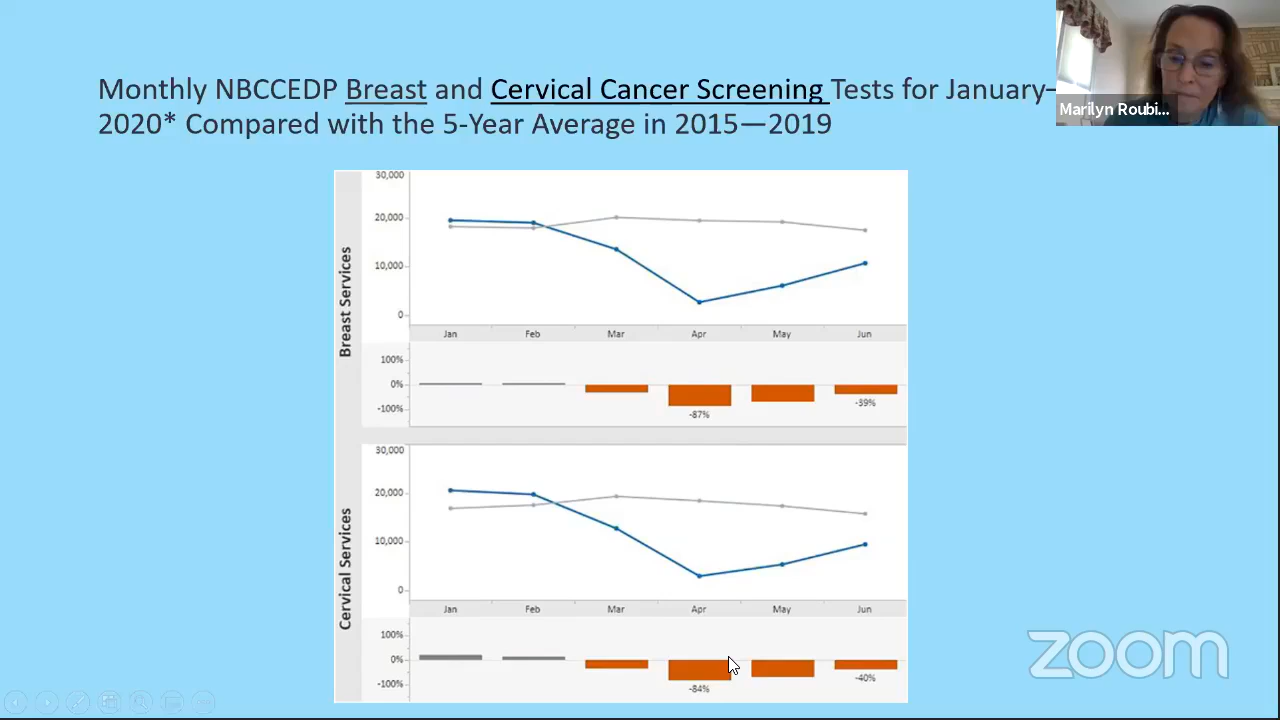 Monthly NBCCEDP Breast and Cervical Cancer Screening Tests for January–
2020* Compared with the 5-Year Average in 2015—2019
Marilyn Roubi...
Breast Services
30,000
20,000
10,000
0
Jan Feb Mar Apr May Jun
100%
0%
-100%
-87%
-39%
Cervical Services
30,000
20,000
10,000
0
Jan Feb Mar Apr May Jun
100%
0%
-100%
-84%
-40%
zoom